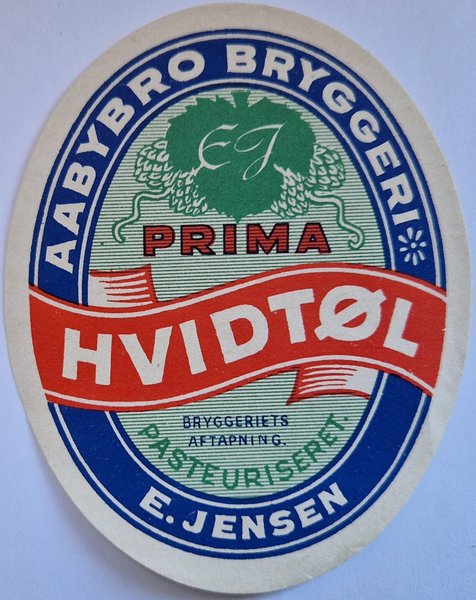 AABYBRO BRYGGERI
EJ
PRIMA
HVIDTØL
BRYGGERIETS
AFTAPNING.
PASTEURISERET.
E. JENSEN